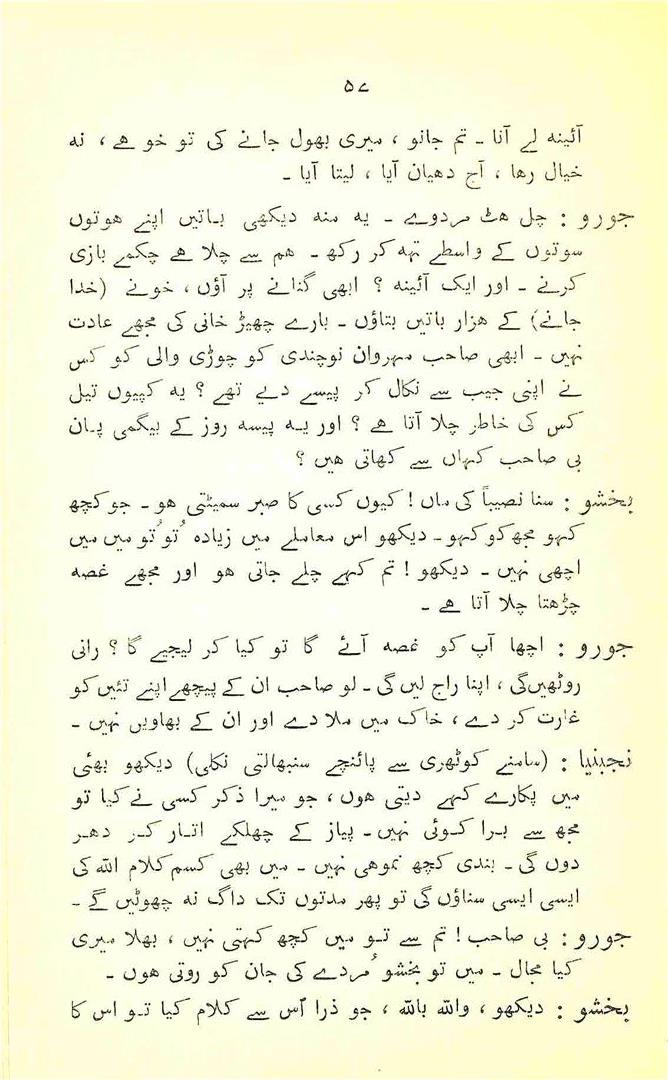 ۵۷
آئینہ لے آنا ۔ تم جانو ، میری بھول جانے کی تو خو ہے ، نہ
خیال رہا ، آج دھیان آیا ، لیتا آیا ۔
جورو : چل ہٹ مردوے ۔ یہ منہ دیکھی باتیں اپنے ہوتوں
سوتوں کے واسطے تہہ کر رکھ ۔ ہم سے چلا ہے چکمے بازی
کرنے ۔ اور ایک آئینہ ؟ ابھی گنانے پر آؤں ، خونے (خدا
جانے) کے ہزار باتیں بتاؤں ۔ بارے چھیڑ خانی کی مجھے عادت
نہیں ۔ ابھی صاحب مہروان نوچندی کو چوڑی والی کو کس
نے اپنی جیب سے نکال کر پیسے دیے تھے ؟ یہ کپیوں تیل
کس کی خاطر چلا آتا ہے ؟ اور یہ پیسہ روز کے بیگمی پان
بی صاحب کہاں سے کھاتی ہیں ؟
بخشو : سنا نصیباً کی ماں ! کیوں کسی کا صبر سمیٹتی ہو ۔ جو کچھ
کہو مجھ کو کہو ۔ دیکھو اس معاملے میں زیادہ تُو تُو میں میں
اچھی نہیں ۔ دیکھو ! تم کہے چلے جاتی ہو اور مجھے غصہ
چڑھتا چلا آتا ہے ۔
جورو : اچھا آپ کو غصہ آئے گا تو کیا کر لیجیے گا ؟ رانی
روٹھیں گی ، اپنا راج لیں گی ۔ لو صاحب ان کے پیچھے اپنے تئیں کو
غارت کر دے ، خاک میں ملا دے اور ان کے بھاویں نہیں ۔
نجبنیا : (سامنے کوٹھری سے پائنچے سنبھالتی نکلی) دیکھو بھئی
میں پکارے کہے دیتی ہوں ، جو میرا ذکر کسی نے کیا تو
مجھ سے برا کوئی نہیں ۔ پیاز کے چھلکے اتار کر دھر
دوں گی ۔ بندی کچھ نموہی نہیں ۔ میں بھی کسم کلام اللہ کی
ایسی ایسی سناؤں گی تو پھر مدتوں تک داگ نہ چھوٹیں گے ۔
جورو : بی صاحب ! تم سے تو میں کچھ کہتی نہیں ، بھلا میری
کیا مجال ۔ میں تو بخشو مُردے کی جان کو روتی ہوں ۔
بخشو : دیکھو ، واللہ باللہ ، جو ذرا اُس سے کلام کیا تو اس کا